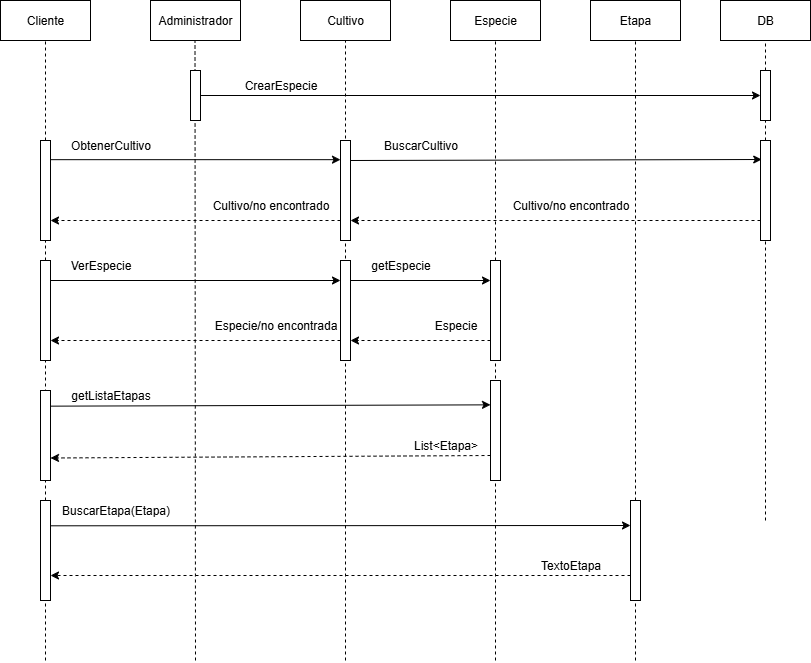 Cliente
Administrador
Cultivo
Especie
Etapa
DB
CrearEspecie
ObtenerCultivo
BuscarCultivo
Cultivo/no encontrado
Cultivo/no encontrado
VerEspecie
getEspecie
Especie/no encontrada
Especie
getListaEtapas
List<Etapa>
BuscarEtapa(Etapa)
TextoEtapa